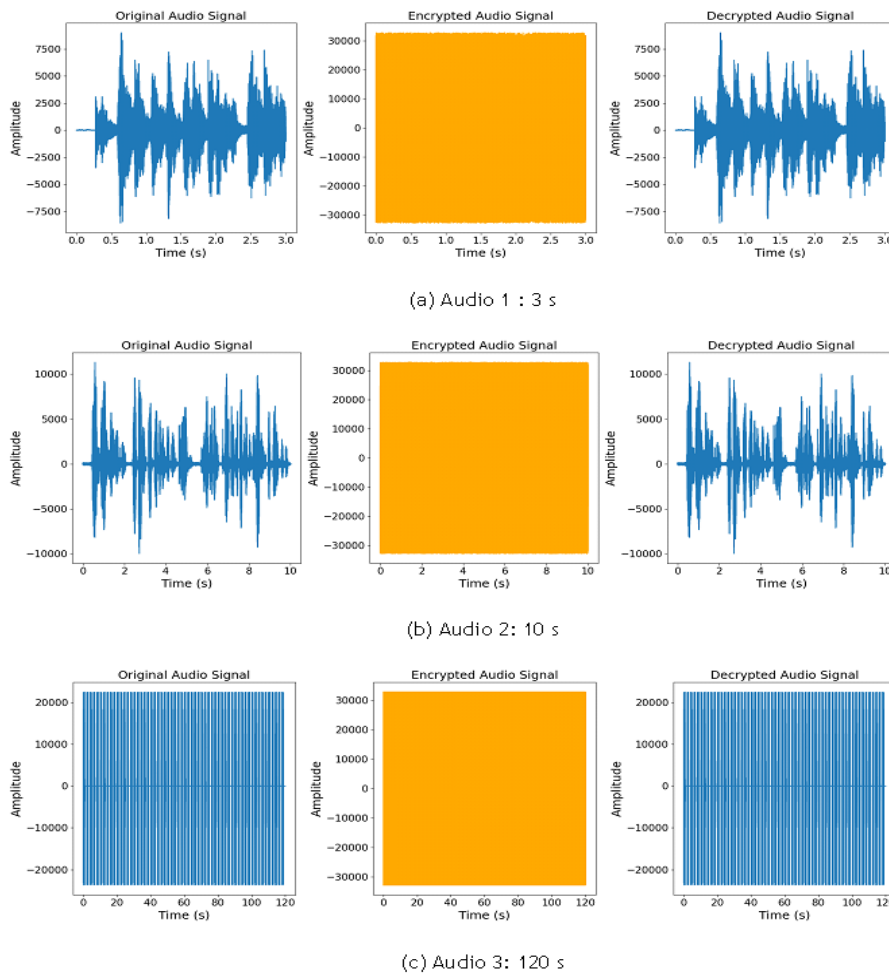 Original Audio Signal
Encrypted Audio Signal
Decrypted Audio Signal
Amplitude
7500
5000
2500
0
−2500
−5000
−7500
0.0 0.5 1.0 1.5 2.0 2.5 3.0
Time (s)
Amplitude
30000
20000
10000
0
−10000
−20000
−30000
0.0 0.5 1.0 1.5 2.0 2.5 3.0
Time (s)
Amplitude
7500
5000
2500
0
−2500
−5000
−7500
0.0 0.5 1.0 1.5 2.0 2.5 3.0
Time (s)
(a) Audio 1 : 3 s
Original Audio Signal
Encrypted Audio Signal
Decrypted Audio Signal
Amplitude
10000
5000
0
−5000
−10000
0 2 4 6 8 10
Time (s)
Amplitude
30000
20000
10000
0
−10000
−20000
−30000
0 2 4 6 8 10
Time (s)
Amplitude
10000
5000
0
−5000
−10000
0 2 4 6 8 10
Time (s)
(b) Audio 2: 10 s
Original Audio Signal
Encrypted Audio Signal
Decrypted Audio Signal
Amplitude
20000
10000
0
−10000
−20000
0 20 40 60 80 100 120
Time (s)
Amplitude
30000
20000
10000
0
−10000
−20000
−30000
0 20 40 60 80 100 120
Time (s)
Amplitude
20000
10000
0
−10000
−20000
0 20 40 60 80 100 120
Time (s)
(c) Audio 3: 120 s